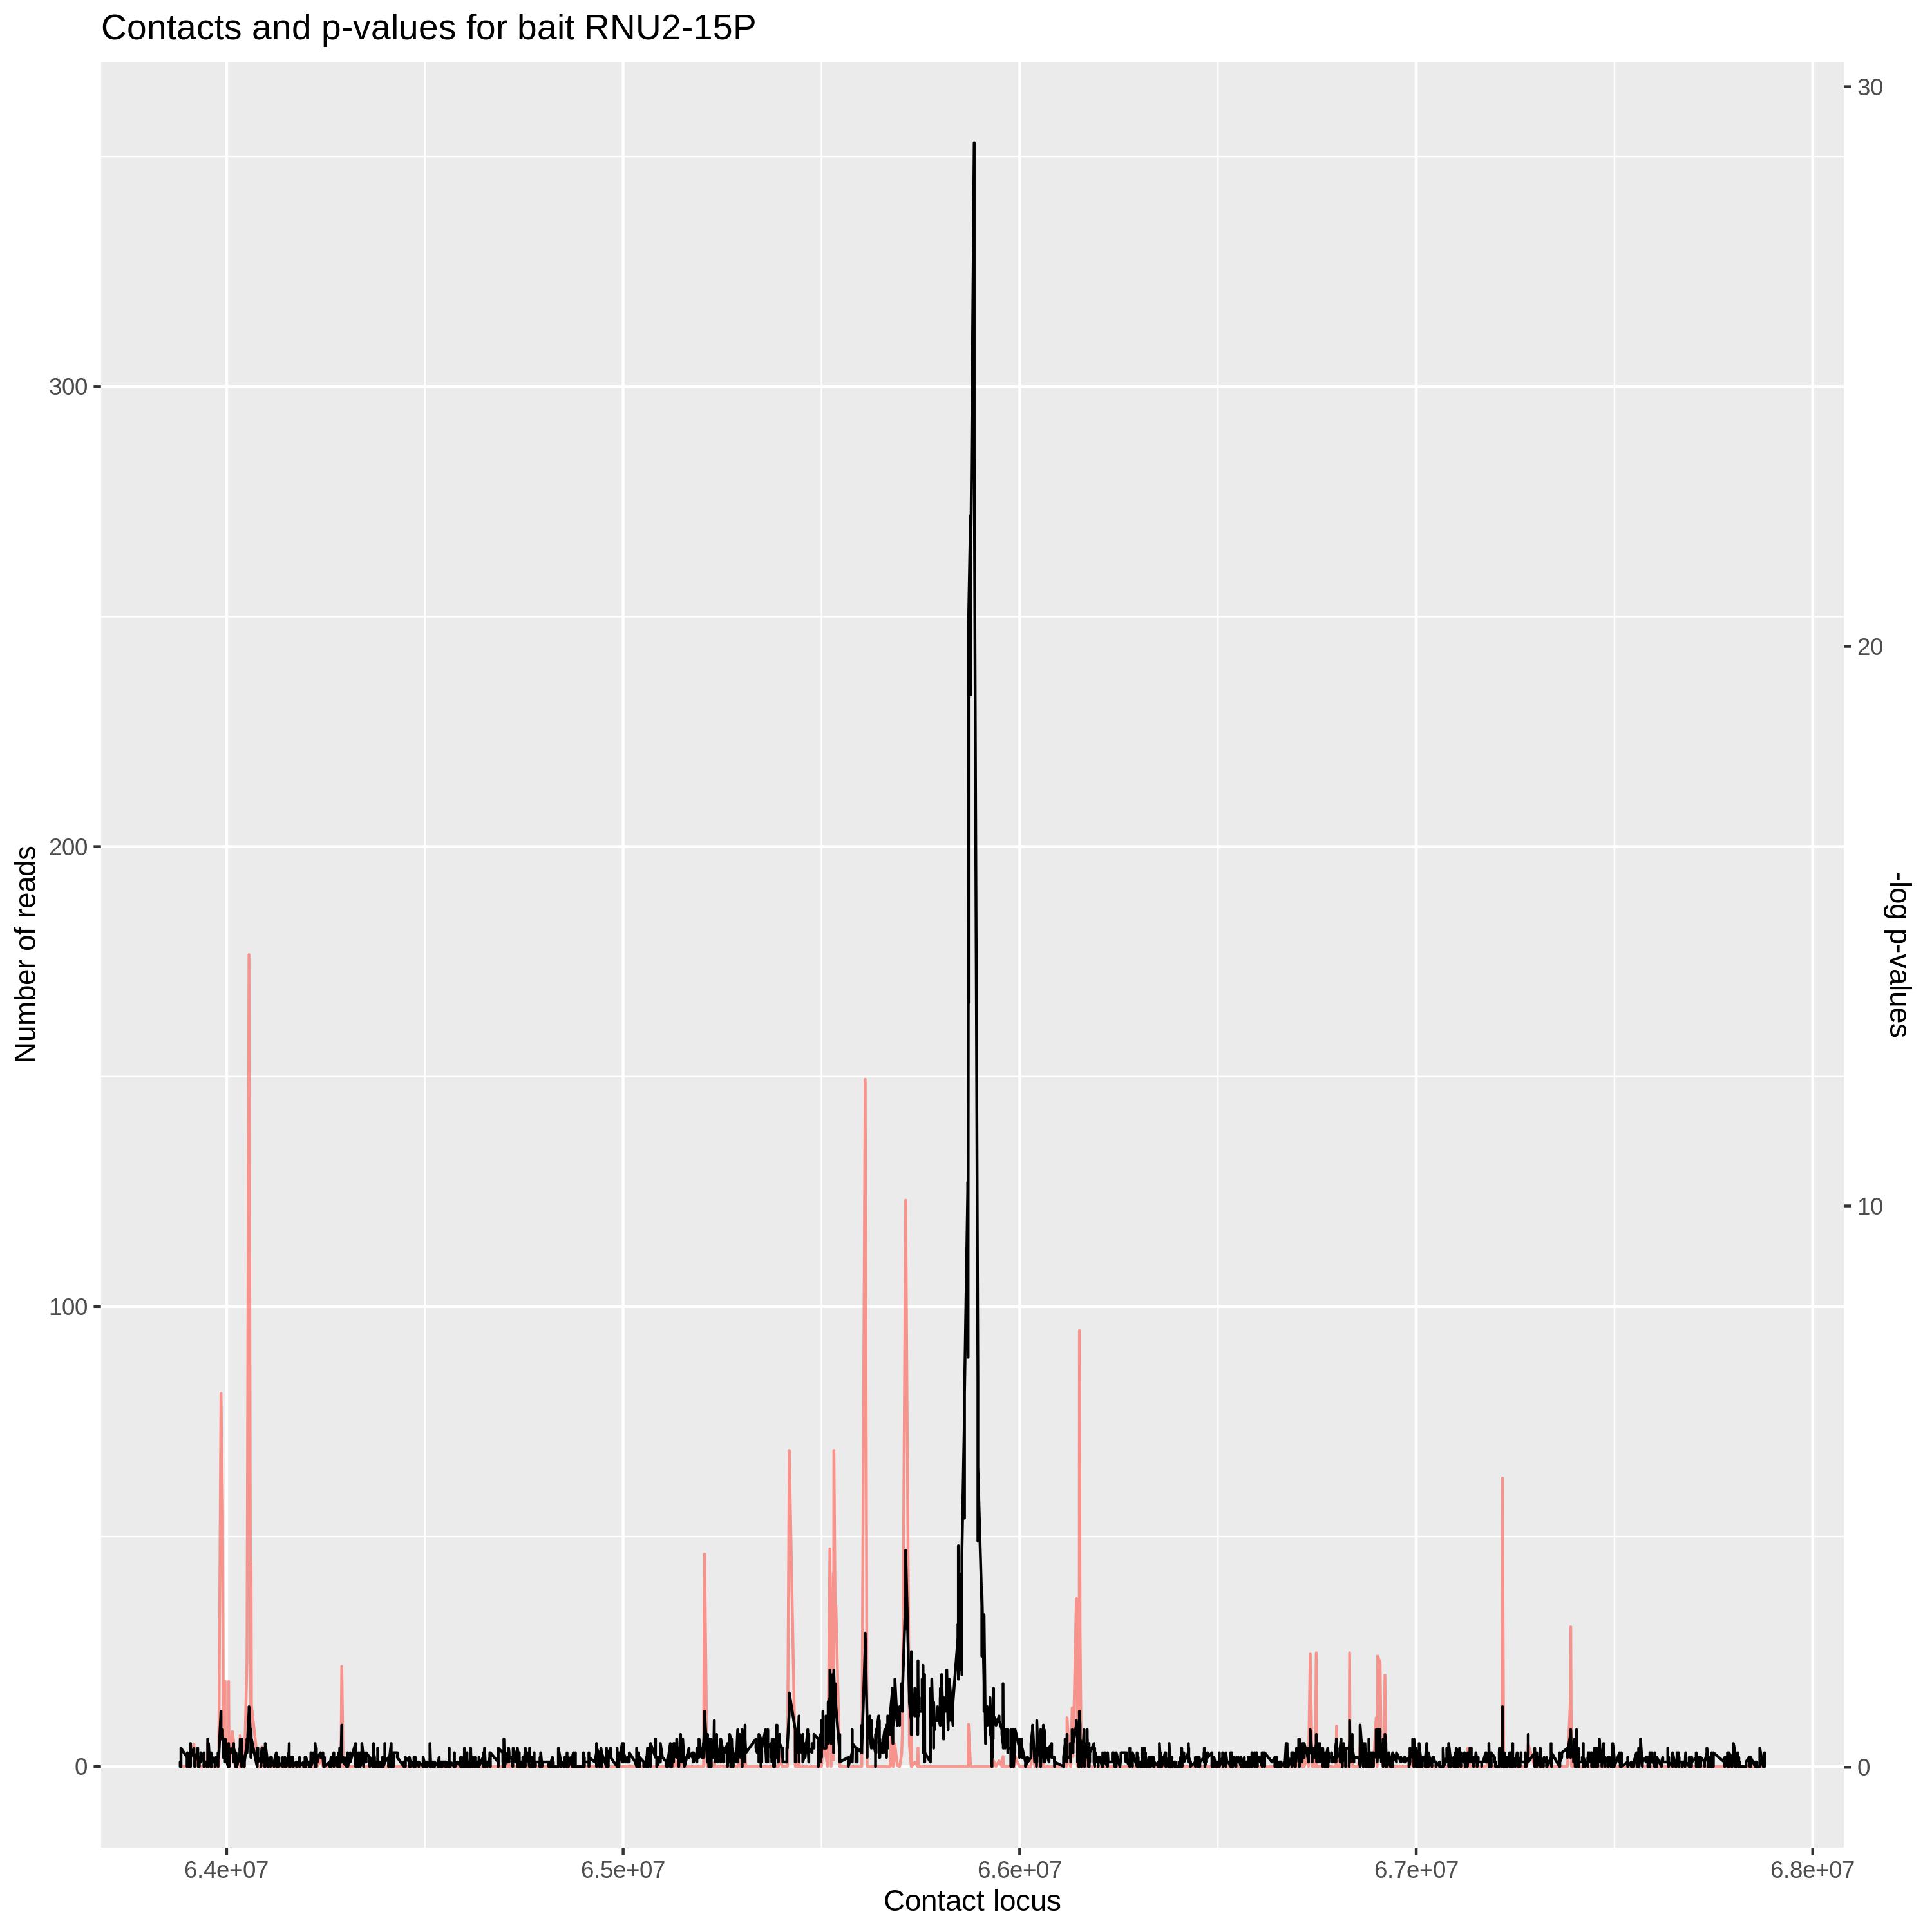 Contacts and p-values for bait RNU2-15P
Number of reads
300
200
100
0
30
20
10
0
-log p-values
6.4e+07
6.5e+07
6.6e+07
6.7e+07
6.8e+07
Contact locus